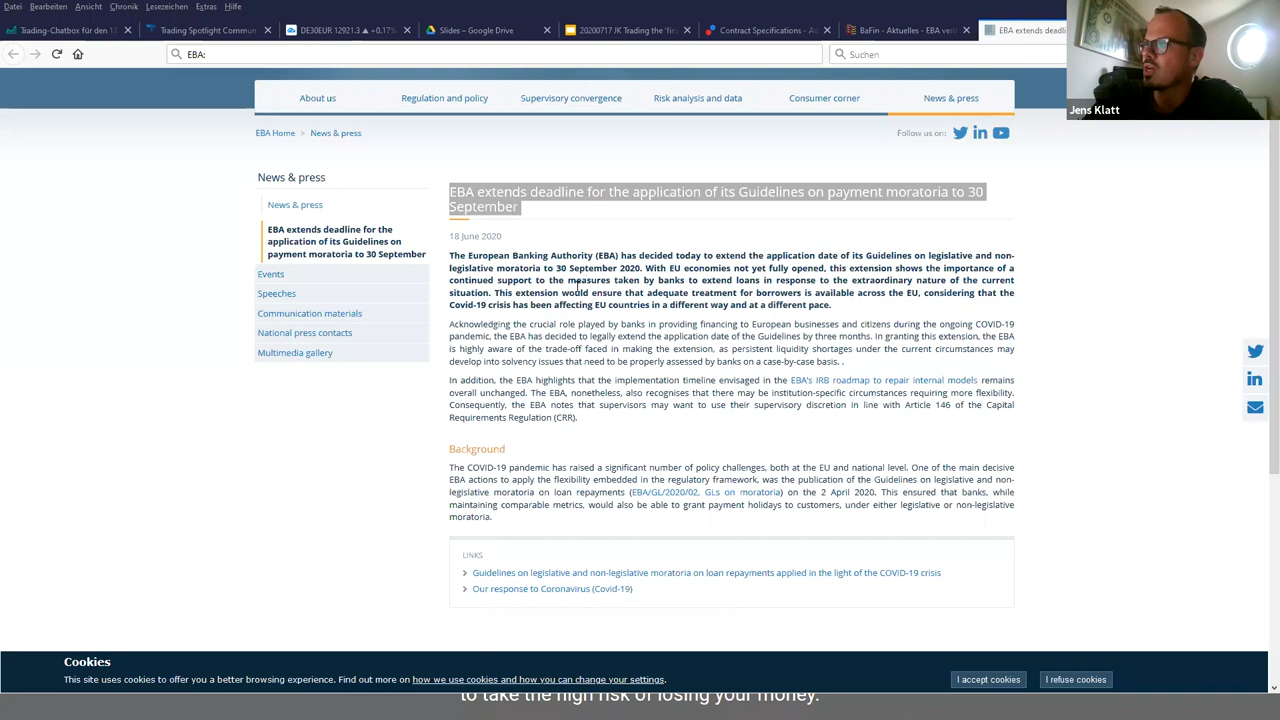 Datei Bearbeiten Ansicht Chronik Lesezeichen Extras Hilfe
Trading-Chatbox für den 17 × Trading Spotlight Commun × DE30EUR 12921.3 ▲ +0,17% × Slides – Google Drive × 20200717 JK Trading the 'fin × Contract Specifications - A × BaFin - Aktuelles - EBA ver × EBA extends deadli
EBA:
Suchen
Jens Klatt
About us Regulation and policy Supervisory convergence Risk analysis and data Consumer corner News & press
EBA Home > News & press
Follow us on:
News & press
News & press
EBA extends deadline for the
application of its Guidelines on
payment moratoria to 30 September
Events
Speeches
Communication materials
National press contacts
Multimedia gallery
EBA extends deadline for the application of its Guidelines on payment moratoria to 30
September
18 June 2020
The European Banking Authority (EBA) has decided today to extend the application date of its Guidelines on legislative and non-
legislative moratoria to 30 September 2020. With EU economies not yet fully opened, this extension shows the importance of a
continued support to the measures taken by banks to extend loans in response to the extraordinary nature of the current
situation. This extension would ensure that adequate treatment for borrowers is available across the EU, considering that the
Covid-19 crisis has been affecting EU countries in a different way and at a different pace.
Acknowledging the crucial role played by banks in providing financing to European businesses and citizens during the ongoing COVID-19
pandemic, the EBA has decided to legally extend the application date of the Guidelines by three months. In granting this extension, the EBA
is highly aware of the trade-off faced in making the extension, as persistent liquidity shortages under the current circumstances may
develop into solvency issues that need to be properly assessed by banks on a case-by-case basis. .
In addition, the EBA highlights that the implementation timeline envisaged in the EBA's IRB roadmap to repair internal models remains
overall unchanged. The EBA, nonetheless, also recognises that there may be institution-specific circumstances requiring more flexibility.
Consequently, the EBA notes that supervisors may want to use their supervisory discretion in line with Article 146 of the Capital
Requirements Regulation (CRR).
Background
The COVID-19 pandemic has raised a significant number of policy challenges, both at the EU and national level. One of the main decisive
EBA actions to apply the flexibility embedded in the regulatory framework, was the publication of the Guidelines on legislative and non-
legislative moratoria on loan repayments (EBA/GL/2020/02, GLs on moratoria) on the 2 April 2020. This ensured that banks, while
maintaining comparable metrics, would also be able to grant payment holidays to customers, under either legislative or non-legislative
moratoria.
LINKS
Guidelines on legislative and non-legislative moratoria on loan repayments applied in the light of the COVID-19 crisis
Our response to Coronavirus (Covid-19)
Cookies
This site uses cookies to offer you a better browsing experience. Find out more on how we use cookies and how you can change your settings.
I accept cookies I refuse cookies
to take the high risk of losing your money.